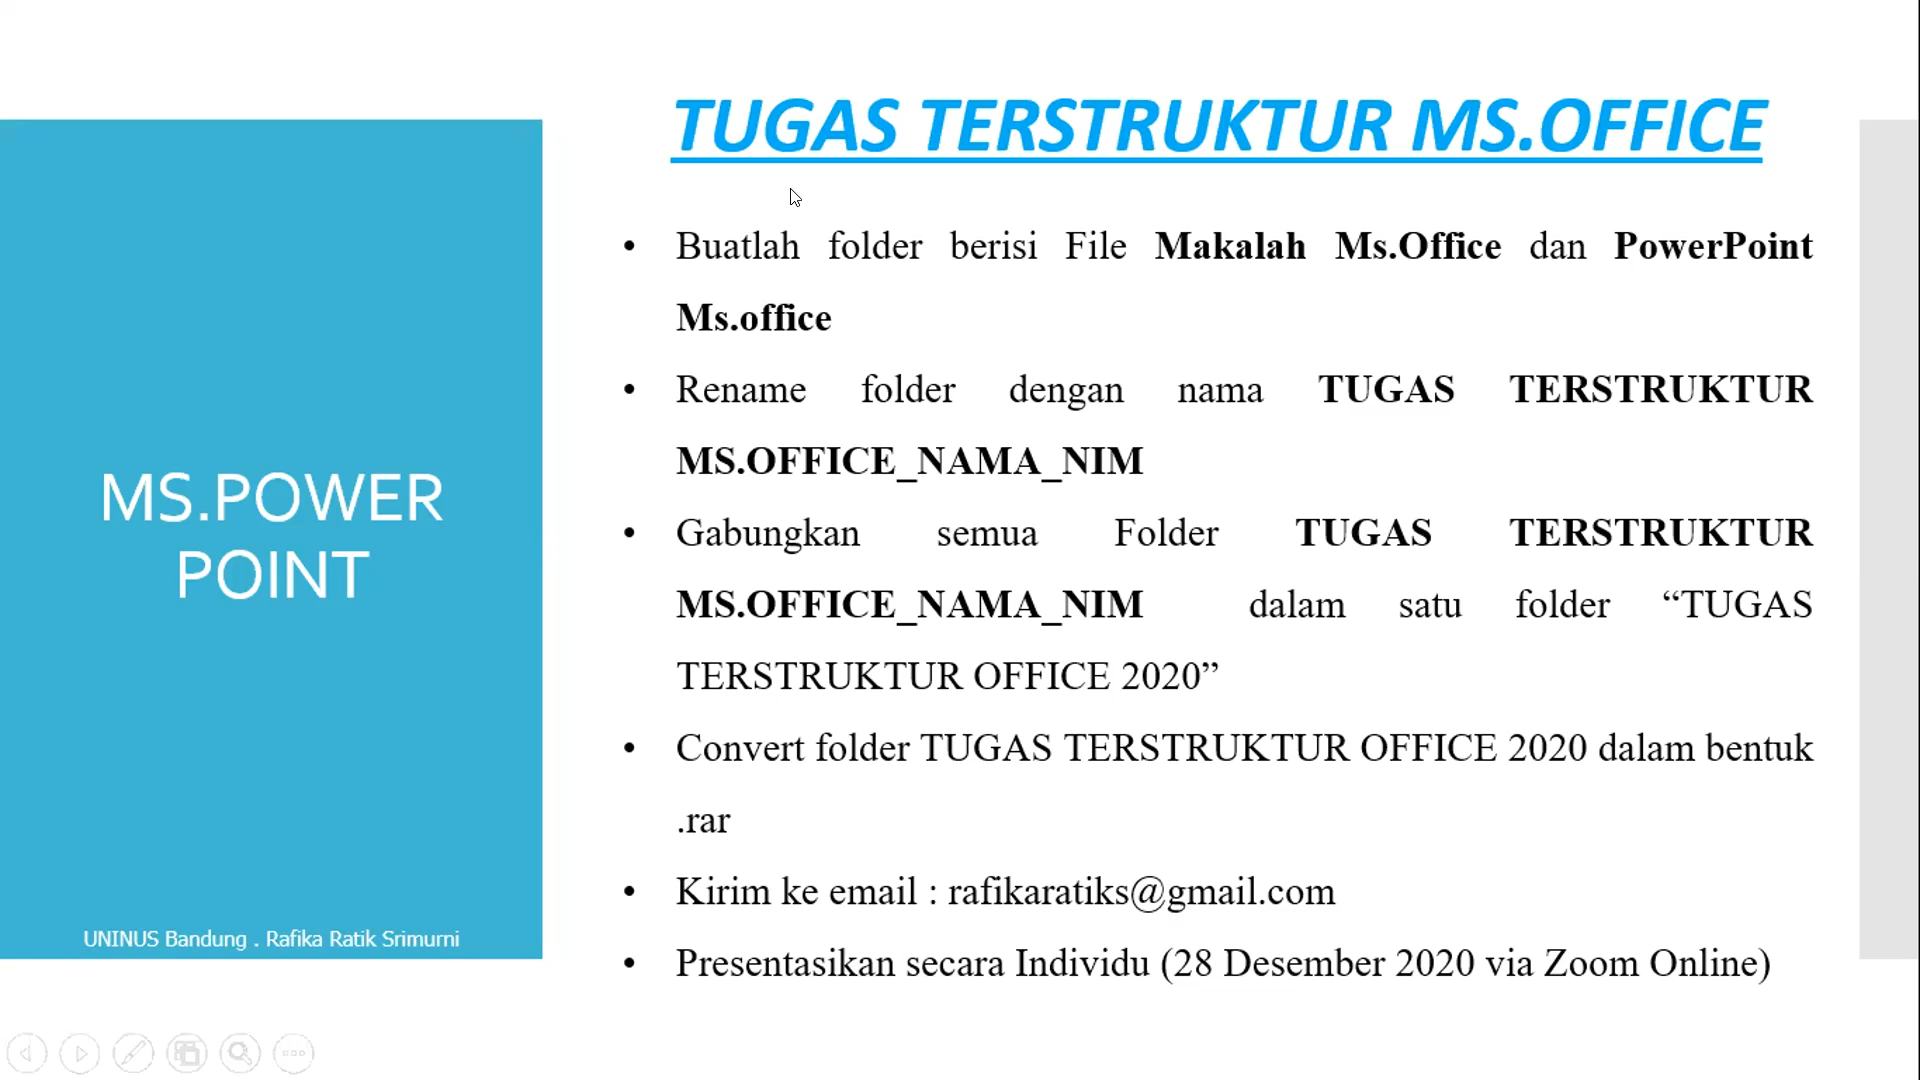 TUGAS TERSTRUKTUR MS.OFFICE
MS.POWER
POINT
UNINUS Bandung . Rafika Ratik Srimurni
• Buatlah folder berisi File Makalah Ms.Office dan PowerPoint
Ms.office
• Rename folder dengan nama TUGAS TERSTRUKTUR
MS.OFFICE_NAMA_NIM
• Gabungkan semua Folder TUGAS TERSTRUKTUR
MS.OFFICE_NAMA_NIM dalam satu folder “TUGAS
TERSTRUKTUR OFFICE 2020”
• Convert folder TUGAS TERSTRUKTUR OFFICE 2020 dalam bentuk
.rar
• Kirim ke email : rafikaratiks@gmail.com
• Presentasikan secara Individu (28 Desember 2020 via Zoom Online)